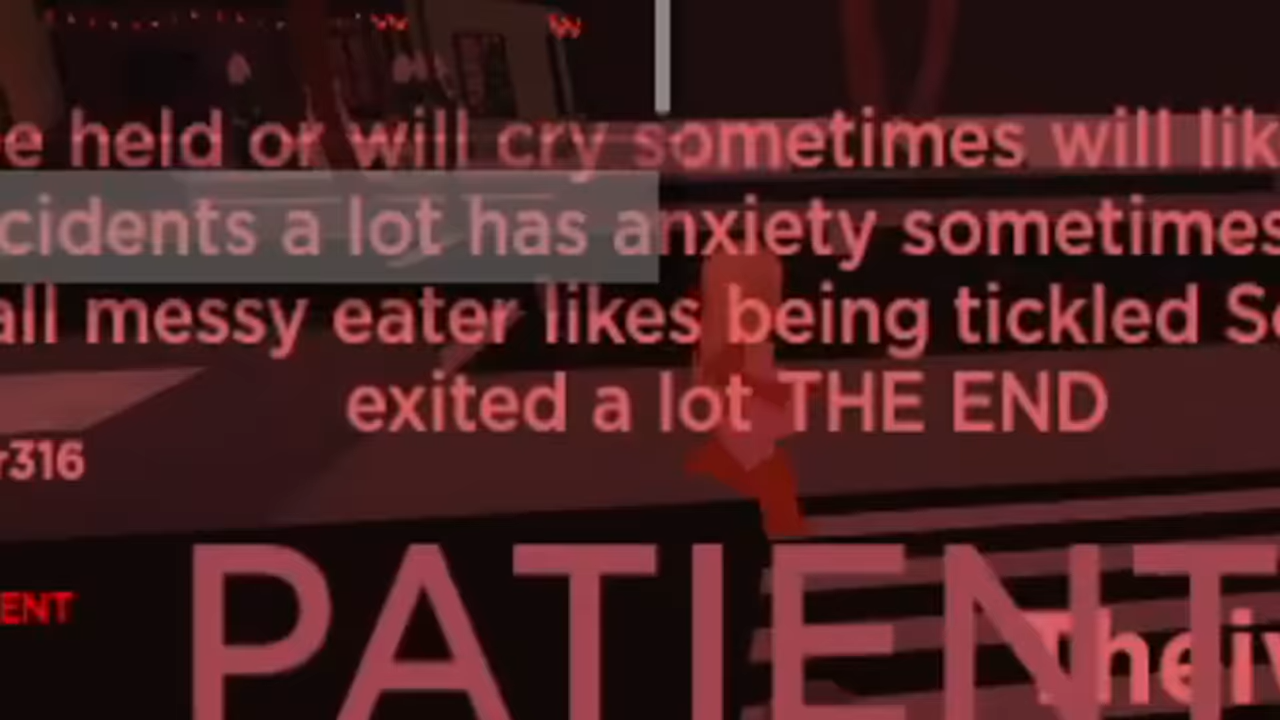 e held or will cry sometimes will lik
cidents a lot has anxiety sometimes
all messy eater likes being tickled S
exited a lot THE END
r316
PATIENT
ENT
Theiv